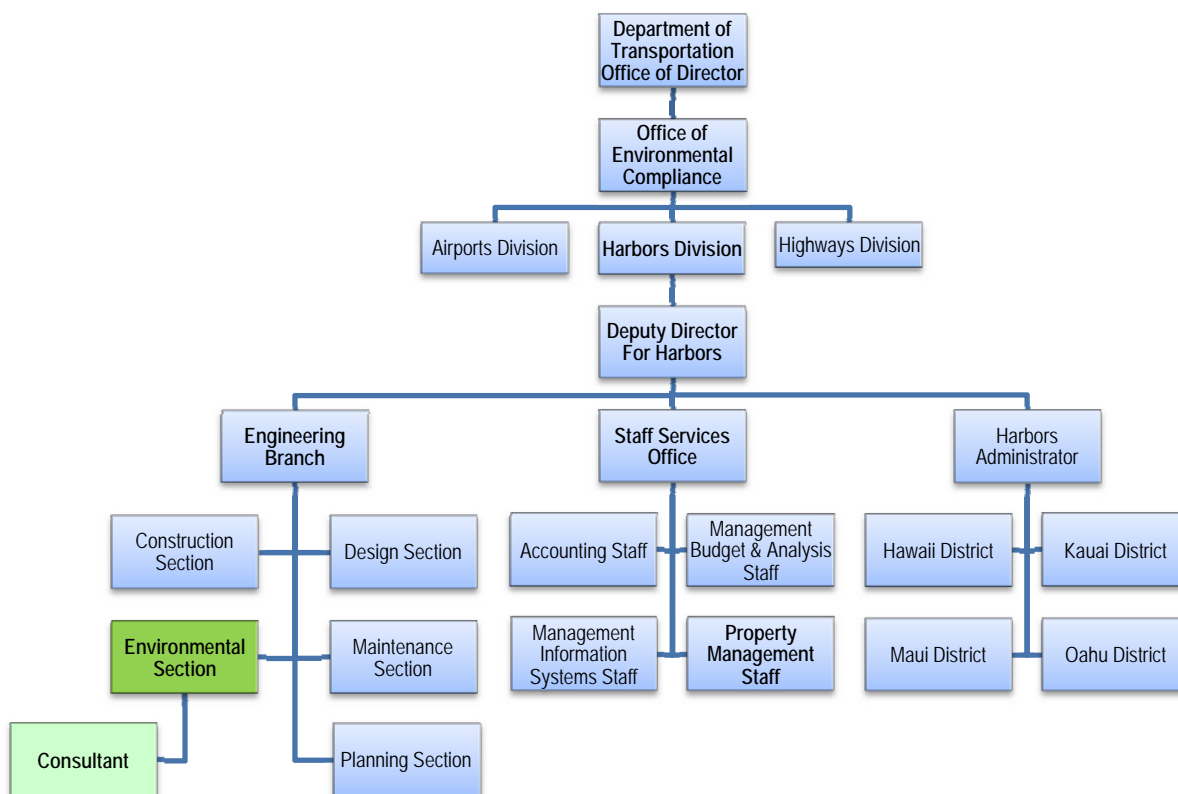 Department of
Transportation
Office of Director
Office of
Environmental
Compliance
Airports Division
Harbors Division
Highways Division
Deputy Director
For Harbors
Engineering
Branch
Staff Services
Office
Harbors
Administrator
Construction
Section
Design Section
Accounting Staff
Management
Budget & Analysis
Staff
Hawaii District
Kauai District
Environmental
Section
Maintenance
Section
Management
Information
Systems Staff
Property
Management
Staff
Maui District
Oahu District
Consultant
Planning Section